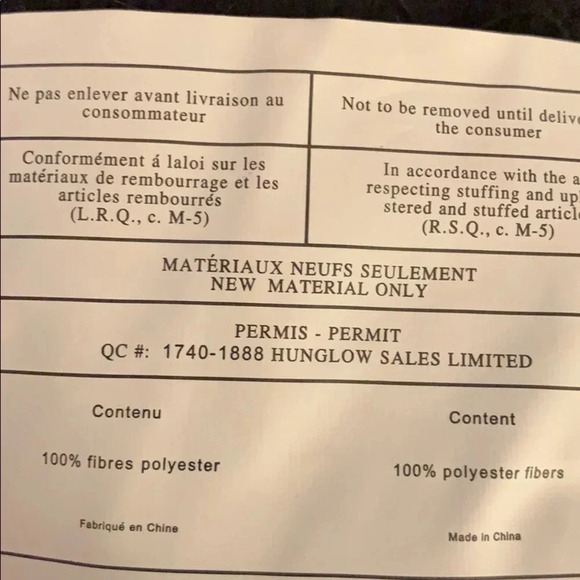 Ne pas enlever avant livraison au
consommateur
Not to be removed until delive
the consumer
Conformément á laloi sur les
matériaux de rembourrage et les
articles rembourrés
(L.R.Q., c. M-5)
In accordance with the a
respecting stuffing and up
stered and stuffed article
(R.S.Q., c. M-5)
MATÉRIAUX NEUFS SEULEMENT
NEW MATERIAL ONLY
PERMIS - PERMIT
QC #: 1740-1888 HUNGLOW SALES LIMITED
Contenu
100% fibres polyester
Fabriqué en Chine
Content
100% polyester fibers
Made in China